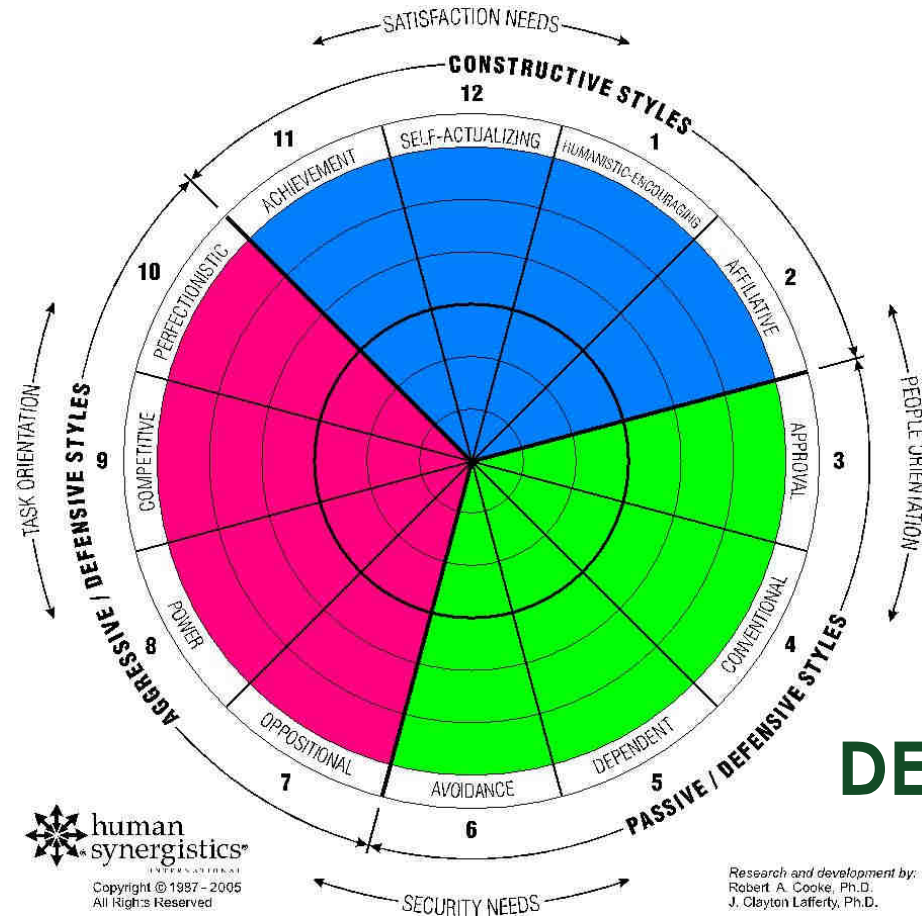 SATISFACTION NEEDS
CONSTRUCTIVE STYLES
12
11
1
SELF-ACTUALIZING
ACHIEVEMENT
HUMANISTIC-ENCOURAGING
10
2
PERFECTIONISTIC
AFFILIATIVE
TASK ORIENTATION
PEOPLE ORIENTATION
AGGRESSIVE / DEFENSIVE STYLES
9
COMPETITIVE
APPROVAL
3
8
POWER
CONVENTIONAL
4
OPPOSITIONAL
DEPENDENT
7
AVOIDANCE
5
6
PASSIVE / DEFENSIVE STYLES
DE
human
synergistics®
INTERNATIONAL
Copyright © 1987 - 2005
All Rights Reserved
SECURITY NEEDS
Research and development by:
Robert A. Cooke, Ph.D.
J. Clayton Lafferty, Ph.D.